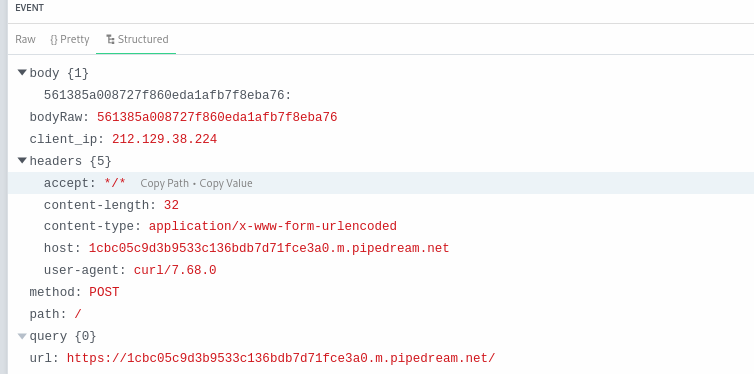 EVENT
Raw {} Pretty Structured
body {1}
561385a008727f860eda1afb7f8eba76:
bodyRaw: 561385a008727f860eda1afb7f8eba76
client_ip: 212.129.38.224
headers {5}
accept: */* Copy Path • Copy Value
content-length: 32
content-type: application/x-www-form-urlencoded
host: 1cbc05c9d3b9533c136bdb7d71fce3a0.m.pipedream.net
user-agent: curl/7.68.0
method: POST
path: /
query {0}
url: https://1cbc05c9d3b9533c136bdb7d71fce3a0.m.pipedream.net/